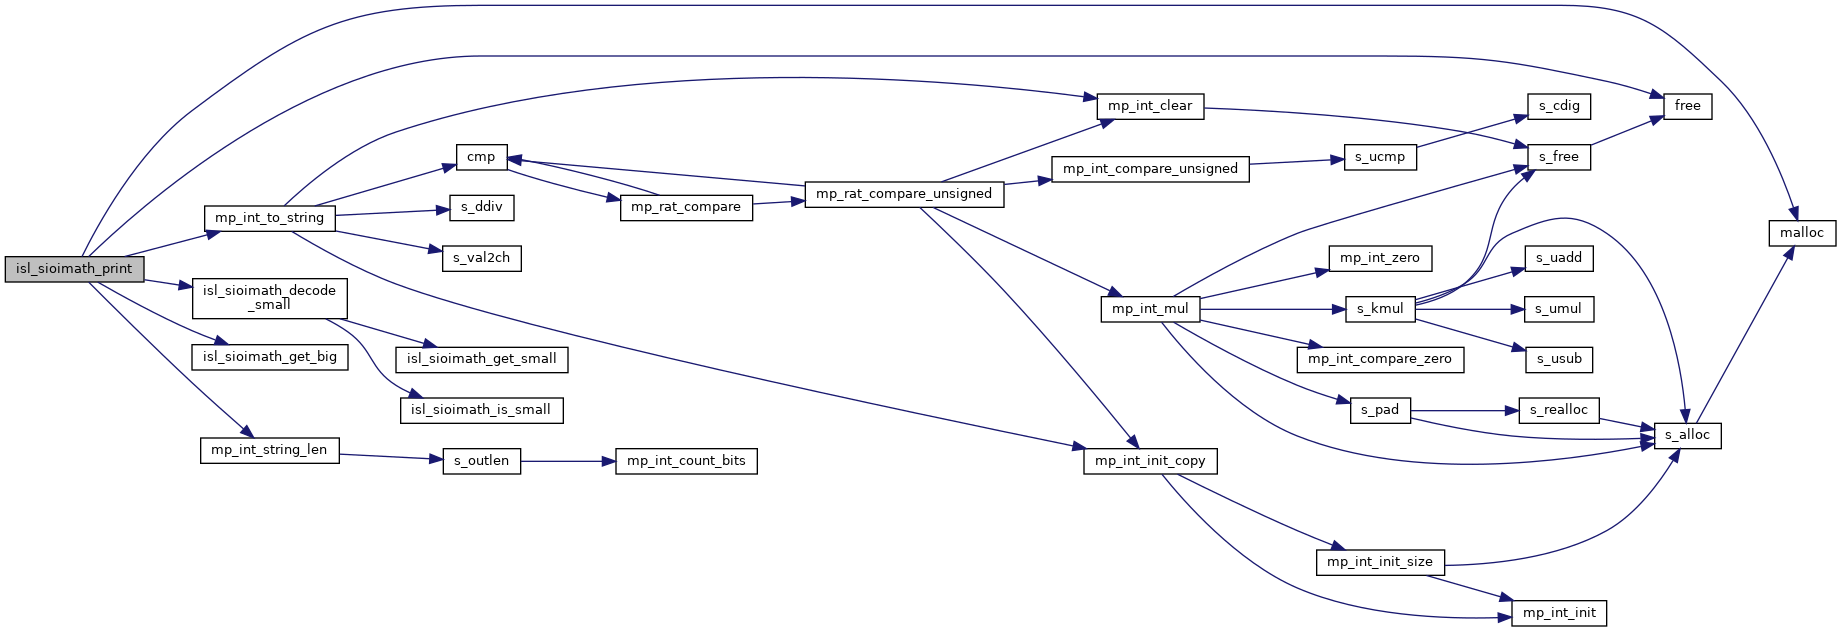 isl_sioimath_print
mp_int_to_string
isl_sioimath_decode
_small
isl_sioimath_get_big
mp_int_string_len
cmp
s_ddiv
s_val2ch
isl_sioimath_get_small
isl_sioimath_is_small
s_outlen
mp_rat_compare
mp_int_count_bits
mp_rat_compare_unsigned
mp_int_clear
mp_int_compare_unsigned
mp_int_mul
mp_int_init_copy
s_ucmp
mp_int_zero
s_kmul
mp_int_compare_zero
s_pad
mp_int_init_size
s_cdig
s_free
s_uadd
s_umul
s_usub
s_realloc
mp_int_init
free
s_alloc
malloc